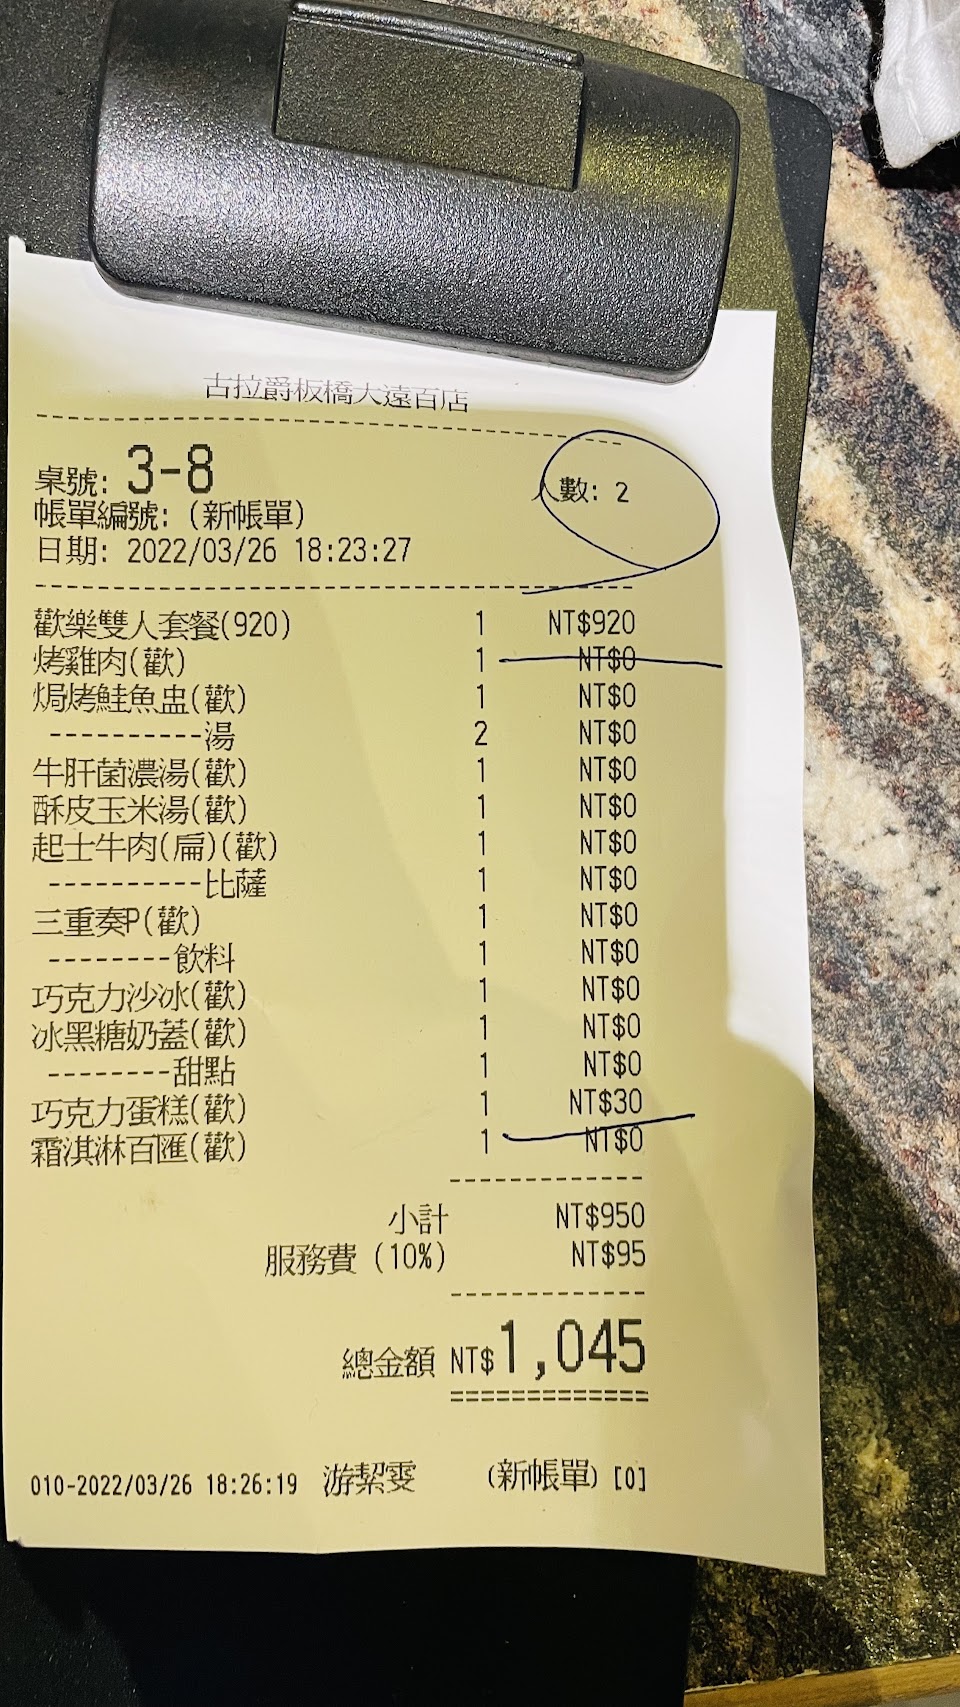 古拉爵板橋大遠百店
桌號: 3-8 人數: 2
帳單編號: (新帳單)
日期: 2022/03/26 18:23:27
歡樂雙人套餐(920) 1 NT$920
烤雞肉(歡) 1 NT$0
焗烤鮭魚盅(歡) 1 NT$0
----------湯 2 NT$0
牛肝菌濃湯(歡) 1 NT$0
酥皮玉米湯(歡) 1 NT$0
起士牛肉(扁)(歡) 1 NT$0
----------比薩 1 NT$0
三重奏P(歡) 1 NT$0
--------飲料 1 NT$0
巧克力沙冰(歡) 1 NT$0
冰黑糖奶蓋(歡) 1 NT$0
--------甜點 1 NT$0
巧克力蛋糕(歡) 1 NT$30
霜淇淋百匯(歡) 1 NT$0
小計 NT$950
服務費 (10%) NT$95
總金額 NT$1,045
010-2022/03/26 18:26:19 游絜雯 (新帳單) [0]